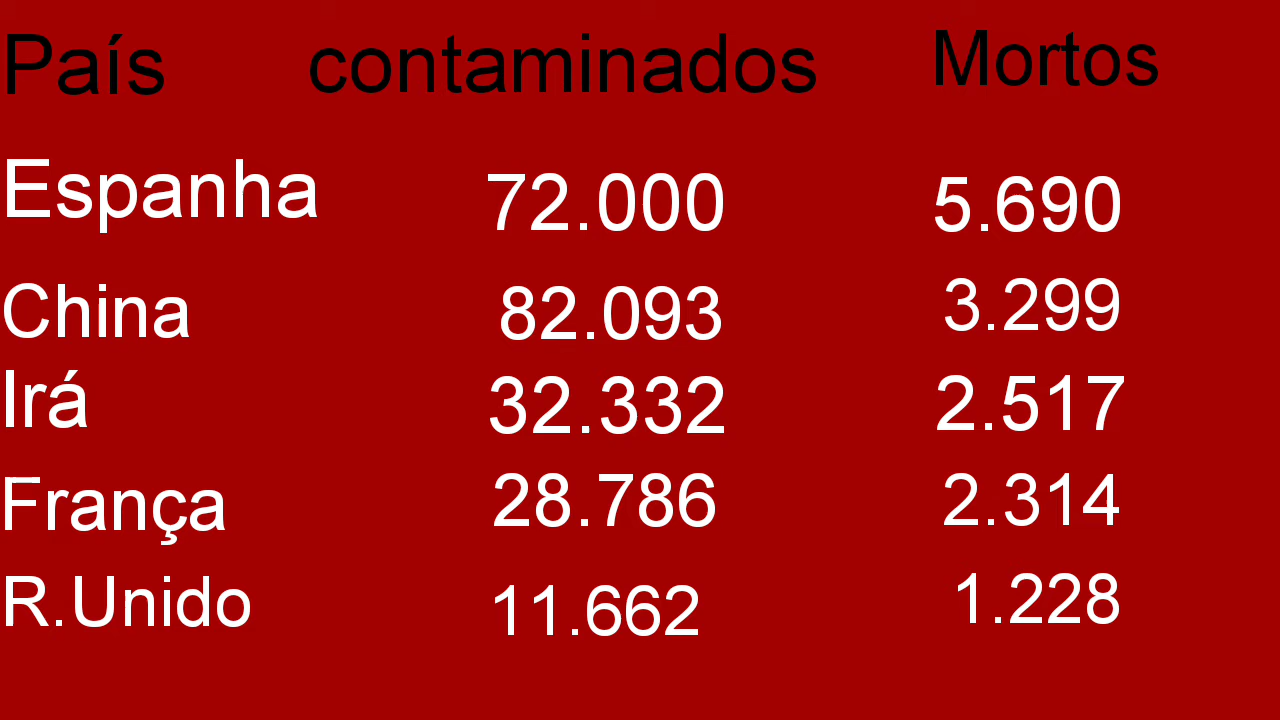 País contaminados Mortos
Espanha 72.000 5.690
China 82.093 3.299
Irá 32.332 2.517
França 28.786 2.314
R.Unido 11.662 1.228